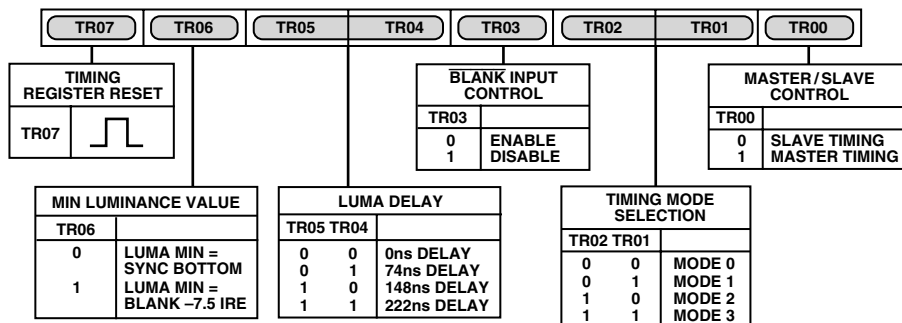 TR07 TR06 TR05 TR04 TR03 TR02 TR01 TR00
TIMING
REGISTER RESET
TR07
BLANK INPUT
CONTROL
TR03
0 ENABLE
1 DISABLE
MASTER/SLAVE
CONTROL
TR00
0 SLAVE TIMING
1 MASTER TIMING
MIN LUMINANCE VALUE
TR06
0 LUMA MIN =
SYNC BOTTOM
1 LUMA MIN =
BLANK –7.5 IRE
LUMA DELAY
TR05 TR04
0 0 0ns DELAY
0 1 74ns DELAY
1 0 148ns DELAY
1 1 222ns DELAY
TIMING MODE
SELECTION
TR02 TR01
0 0 MODE 0
0 1 MODE 1
1 0 MODE 2
1 1 MODE 3